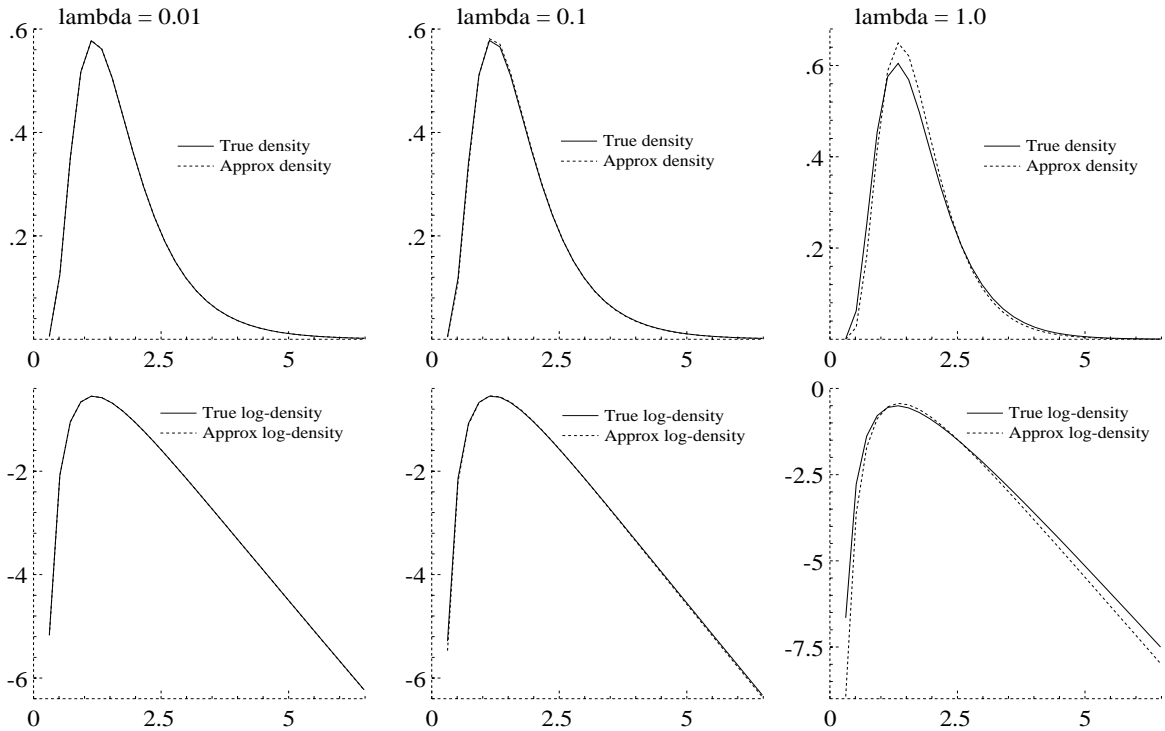 lambda = 0.01
.6
.4
.2
0
2.5
5
True density
Approx density
lambda = 0.1
.6
.4
.2
0
2.5
5
True density
Approx density
lambda = 1.0
.6
.4
.2
0
2.5
5
True density
Approx density
-2
-4
-6
0
2.5
5
True log-density
Approx log-density
-2
-4
-6
0
2.5
5
True log-density
Approx log-density
0
-2.5
-5
-7.5
0
2.5
5
True log-density
Approx log-density